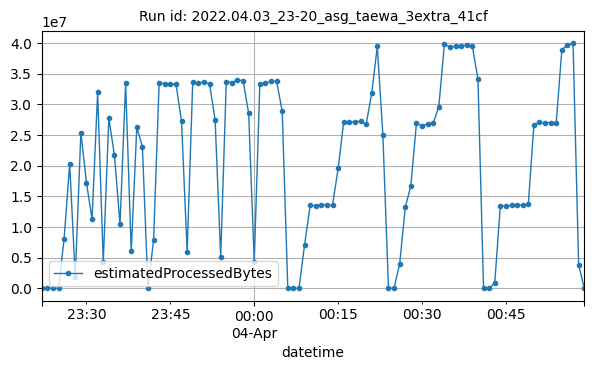 Run id: 2022.04.03_23-20_asg_taewa_3extra_41cf
1e7
4.0
3.5
3.0
2.5
2.0
1.5
1.0
0.5
0.0
estimatedProcessedBytes
23:30 23:45 00:00 00:15 00:30 00:45
04-Apr
datetime